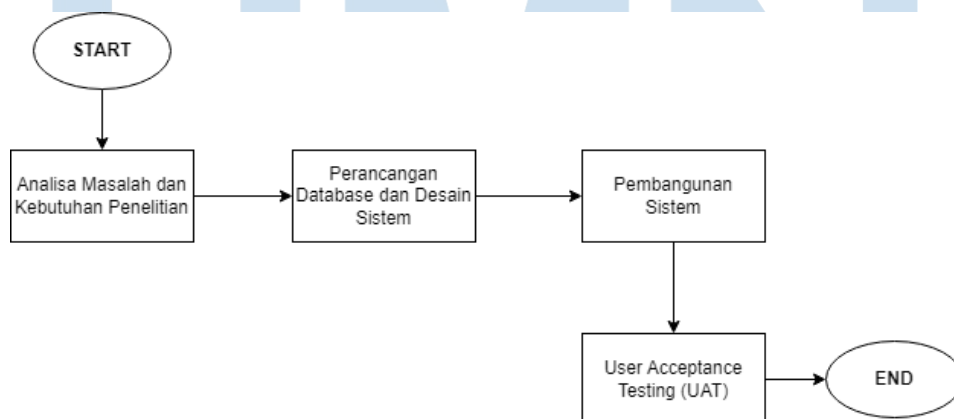 START
Analisa Masalah dan
Kebutuhan Penelitian
Perancangan
Database dan Desain
Sistem
Pembangunan
Sistem
User Acceptance
Testing (UAT)
END